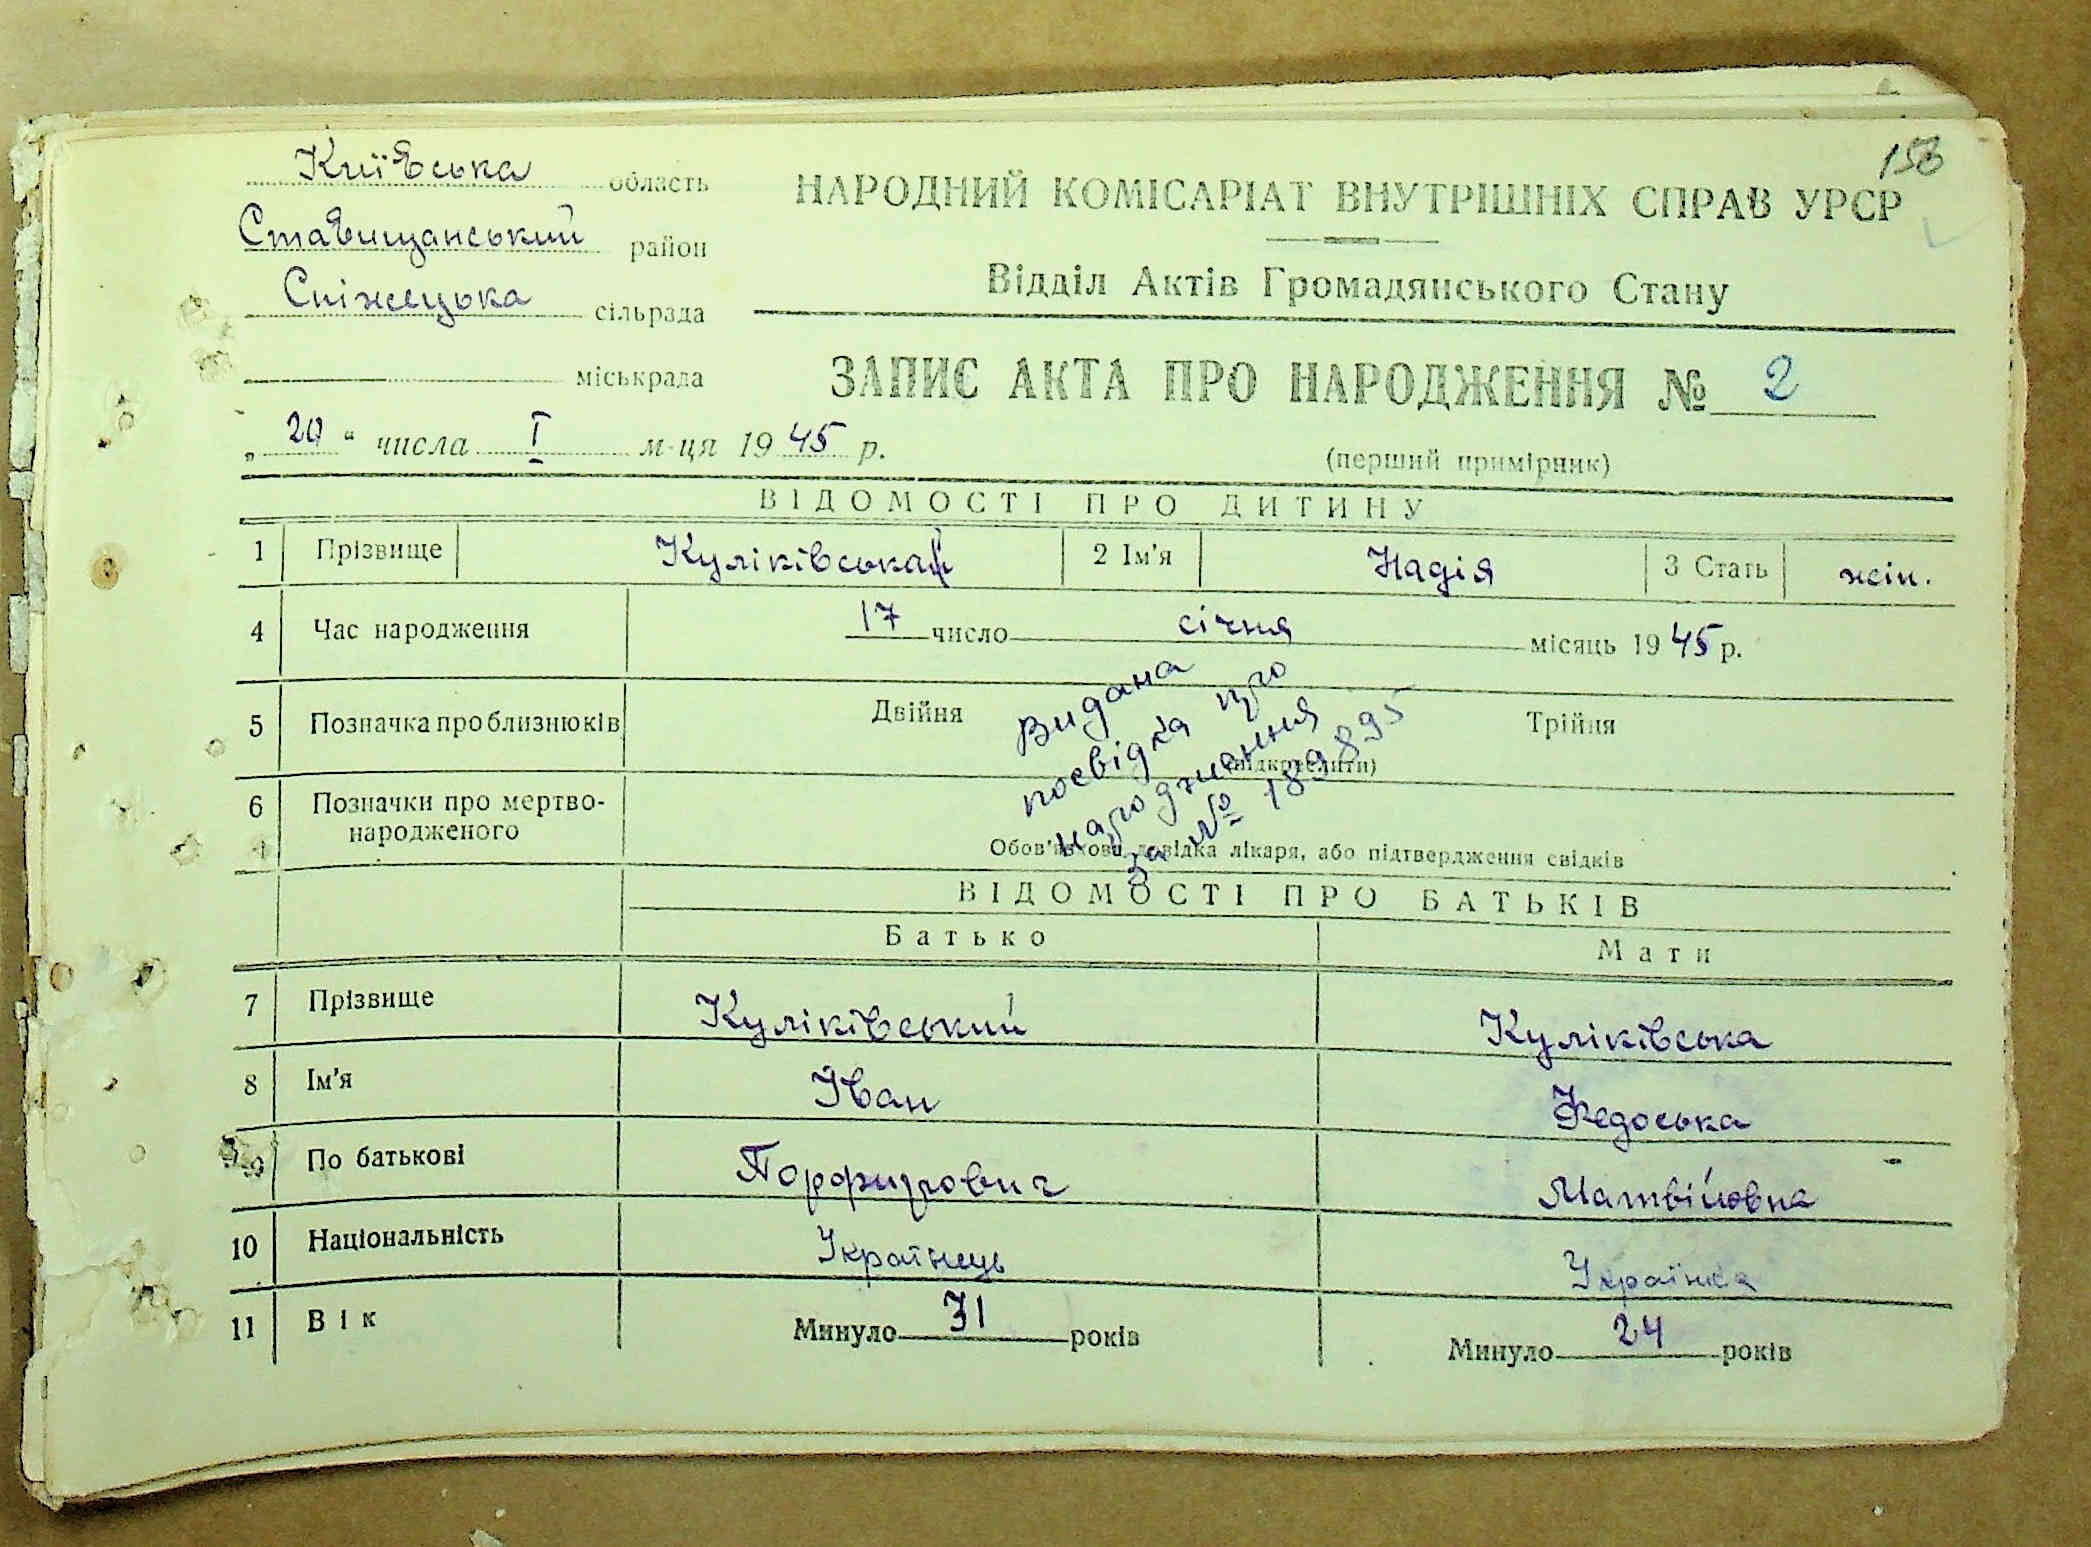 158
Київська область
Ставищанський район
Сніжецька сільрада
міськрада
„20“ числа I м-ця 1945 р.
НАРОДНИЙ КОМІСАРІАТ ВНУТРІШНІХ СПРАВ УРСР
Відділ Актів Громадянського Стану
ЗАПИС АКТА ПРО НАРОДЖЕННЯ № 2
(перший примірник)
ВІДОМОСТІ ПРО ДИТИНУ
1 Прізвище Куліківська 2 Ім'я Надія 3 Стать жін.
4 Час народження 17 число січня місяць 1945 р.
5 Позначка про близнюків Двійня Трійня
(підкреслити)
6 Позначки про мертво-
народженого
Обов'язкова довідка лікаря, або підтвердження свідків
Видана
посвідка про
народження
за № 189895
ВІДОМОСТІ ПРО БАТЬКІВ
Батько Мати
7 Прізвище Куліківський Куліківська
8 Ім'я Іван Федоська
9 По батькові Порфирович Матвійовна
10 Національність Українець Українка
11 Вік Минуло 31 років Минуло 24 років